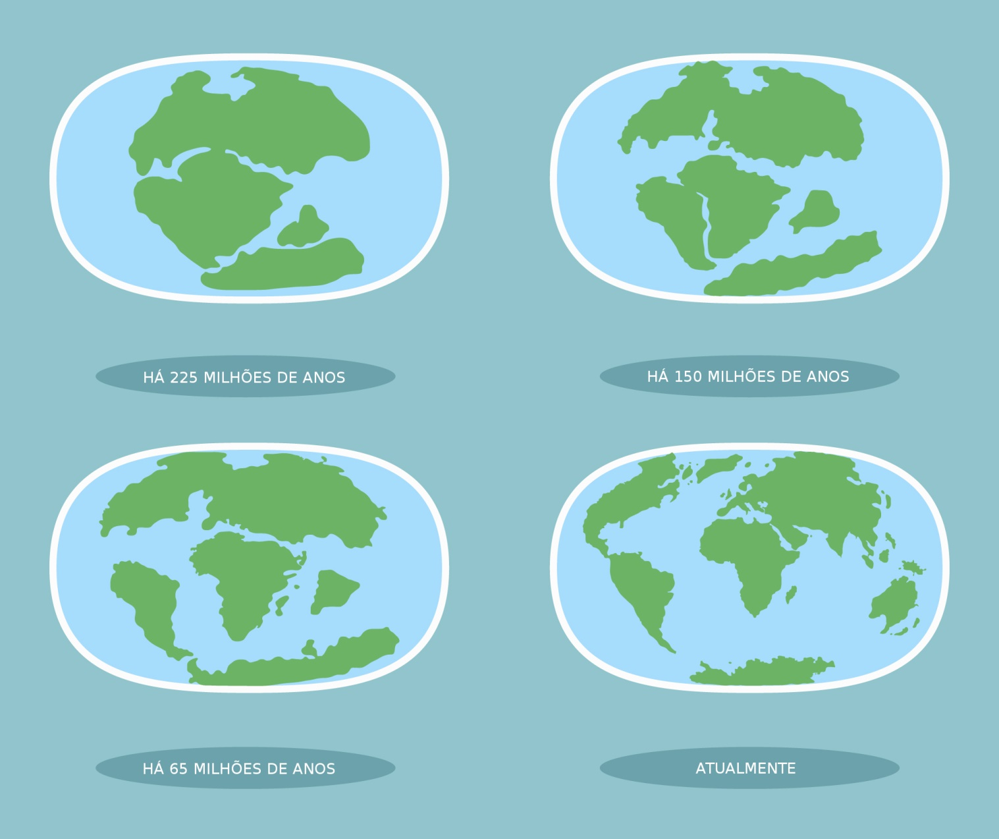 HÁ 225 MILHÕES DE ANOS
HÁ 150 MILHÕES DE ANOS
HÁ 65 MILHÕES DE ANOS
ATUALMENTE